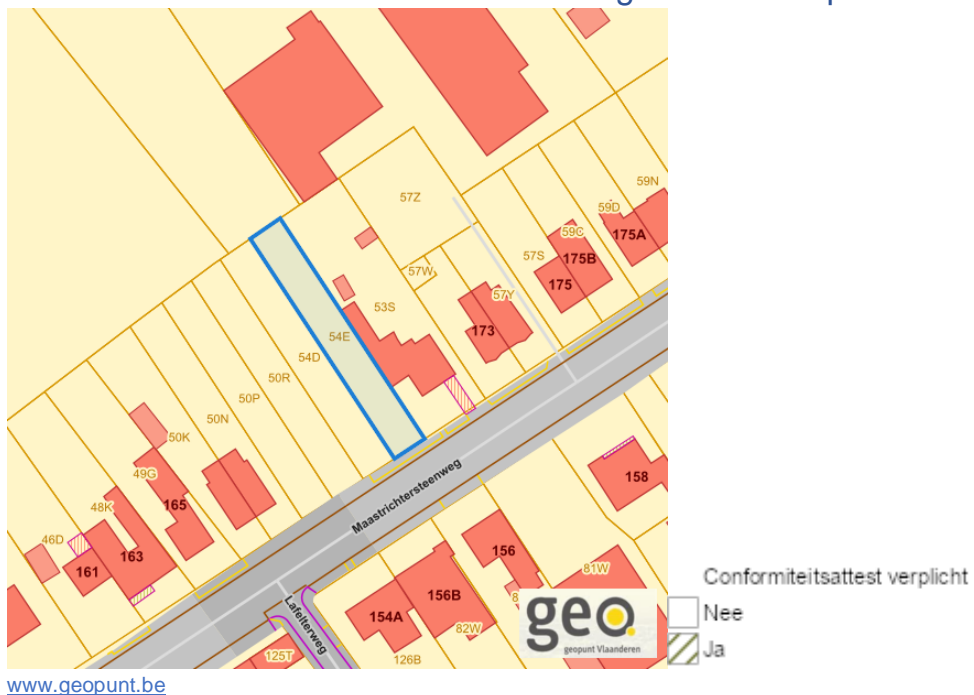 57Z
59N
59D
59C
175A
57W
57S
175B
175
53S
57Y
54E
173
54D
50R
50P
50N
50K
49G
165
48K
46D
163
161
Maastrichtersteenweg
158
156
81W
156B
154A
82W
126B
125T
Lafelterweg
8
geo
geopunt Vlaanderen
Conformiteitsattest verplicht
Nee
Ja
www.geopunt.be